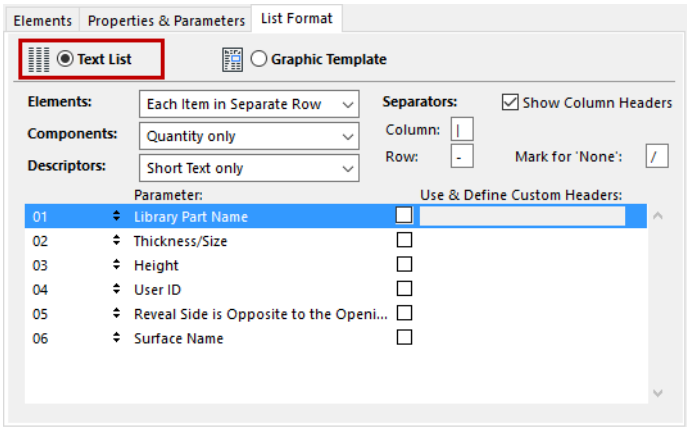 Elements Properties & Parameters List Format
Text List Graphic Template
Elements: Each Item in Separate Row Separators: Show Column Headers
Components: Quantity only Column: |
Descriptors: Short Text only Row: - Mark for 'None': /
Parameter: Use & Define Custom Headers:
01 Library Part Name
02 Thickness/Size
03 Height
04 User ID
05 Reveal Side is Opposite to the Openi...
06 Surface Name